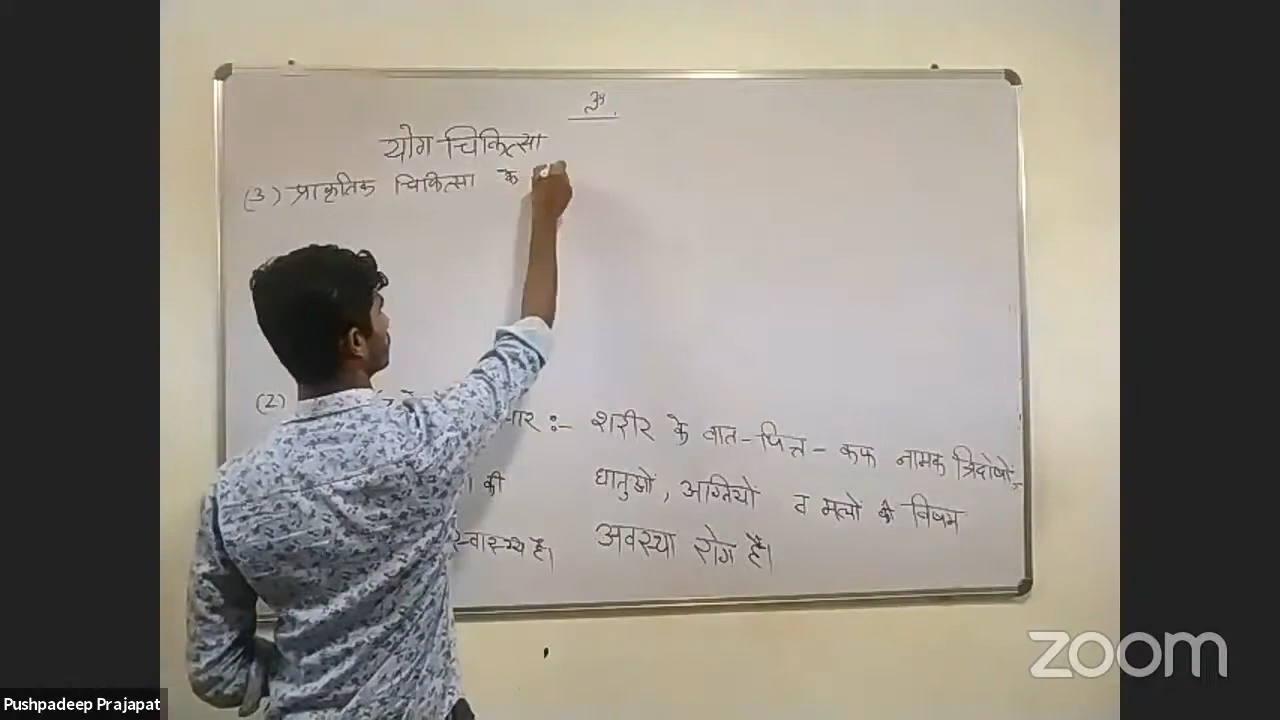 ॐ
योग चिकित्सा
(3) प्राकृतिक चिकित्सा के
(2) :- शरीर के वात-पित्त-कफ नामक त्रिदोषों,
की धातुओं, अग्नियों व मलों की विषम
स्वास्थ्य है। अवस्था रोग है।
zoom
Pushpadeep Prajapat